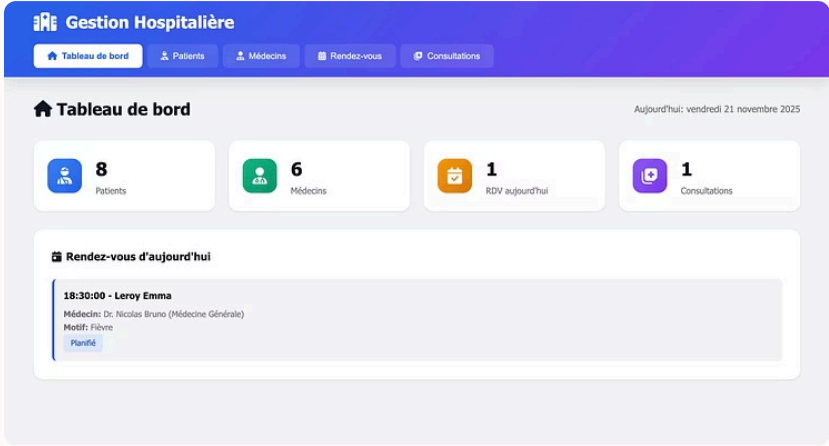 Gestion Hospitalière
Tableau de bord
Patients
Médecins
Rendez-vous
Consultations
Tableau de bord
Aujourd'hui: vendredi 21 novembre 2025
8
Patients
6
Médecins
1
RDV aujourd'hui
1
Consultations
Rendez-vous d'aujourd'hui
18:30:00 - Leroy Emma
Médecin: Dr. Nicolas Bruno (Médecine Générale)
Motif: Fièvre
Planifié